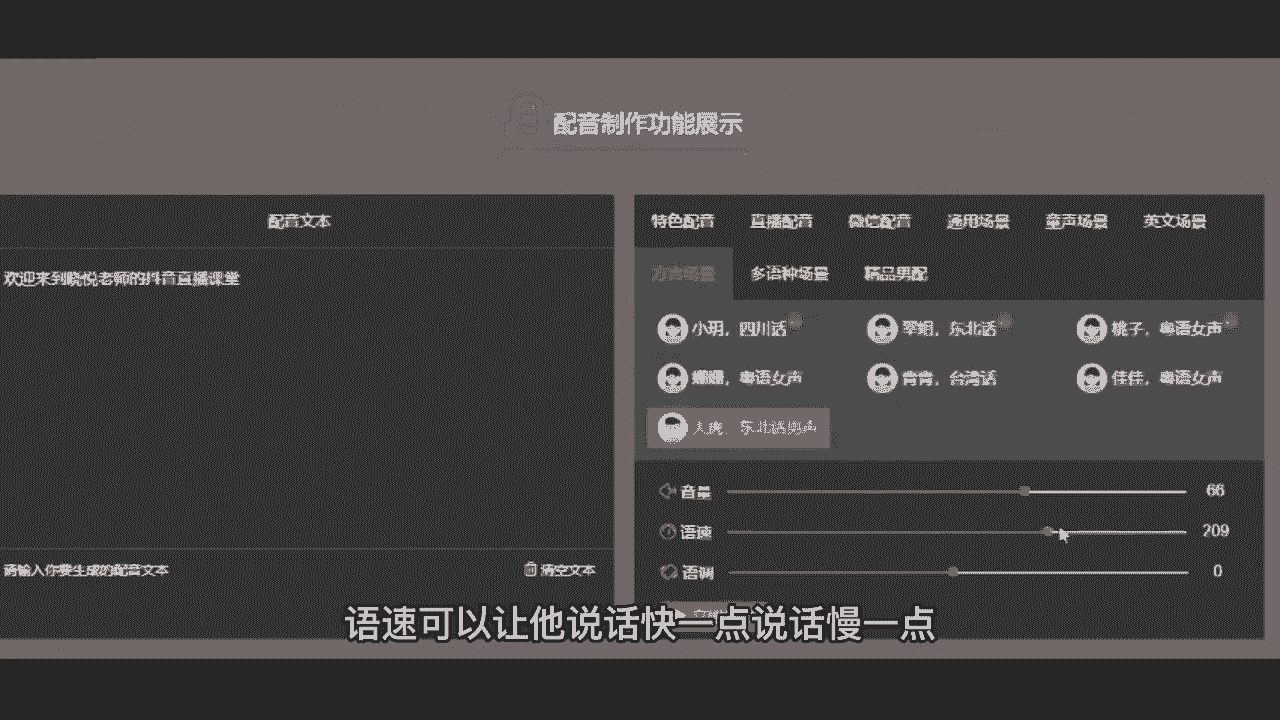 配音制作功能展示
配音文本
欢迎来到晓悦老师的抖音直播课堂
请输入你要生成的配音文本
清空文本
特色配音 直播配音 微信配音 通用场景 童声场景 英文场景
方言场景 多语种场景 精品男配
小玥，四川话 翠姐，东北话 桃子，粤语女声
姗姗，粤语女声 青青，台湾话 佳佳，粤语女声
大虎，东北话男声
音量 66
语速 209
语调 0
语速可以让他说话快一点说话慢一点